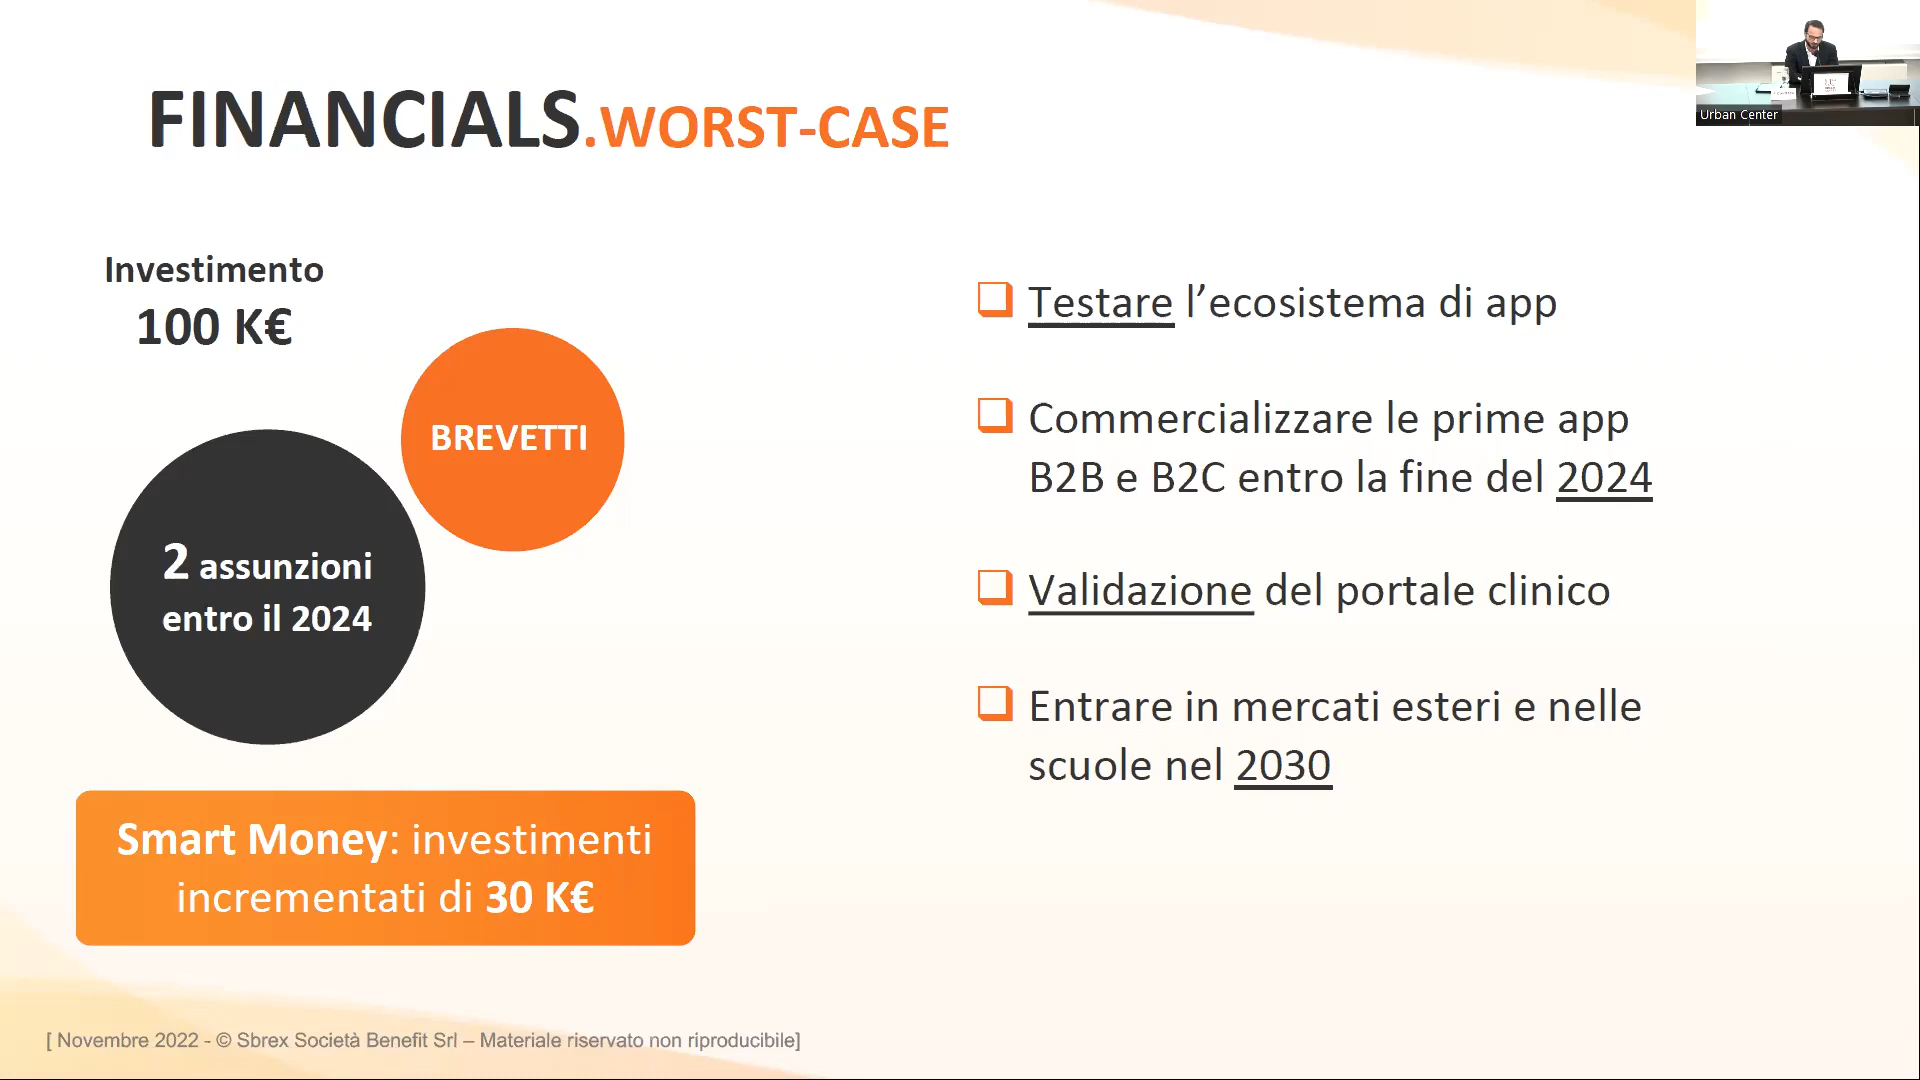 FINANCIALS.WORST-CASE
Urban Center
Investimento
100 K€
BREVETTI
2 assunzioni
entro il 2024
Smart Money: investimenti
incrementati di 30 K€
Testare l’ecosistema di app
Commercializzare le prime app
B2B e B2C entro la fine del 2024
Validazione del portale clinico
Entrare in mercati esteri e nelle
scuole nel 2030
[ Novembre 2022 - © Sbrex Società Benefit Srl – Materiale riservato non riproducibile]